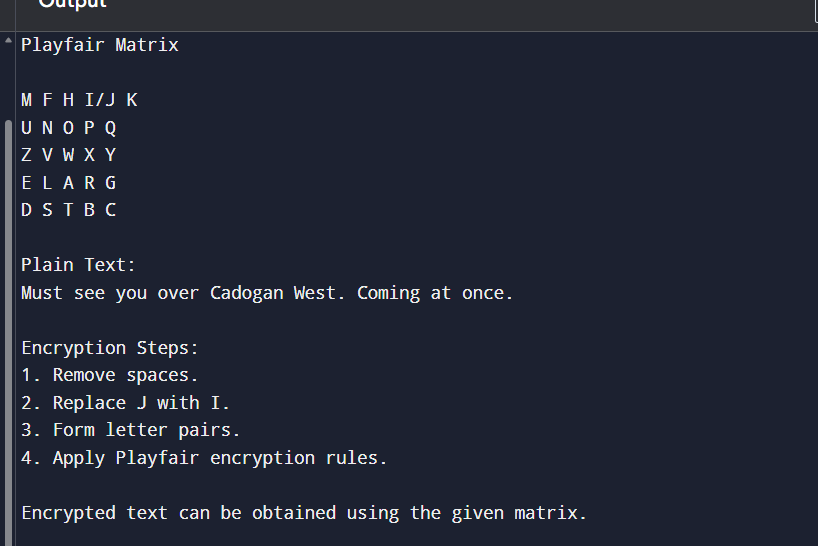 Output
Playfair Matrix
M F H I/J K
U N O P Q
Z V W X Y
E L A R G
D S T B C
Plain Text:
Must see you over Cadogan West. Coming at once.
Encryption Steps:
1. Remove spaces.
2. Replace J with I.
3. Form letter pairs.
4. Apply Playfair encryption rules.
Encrypted text can be obtained using the given matrix.